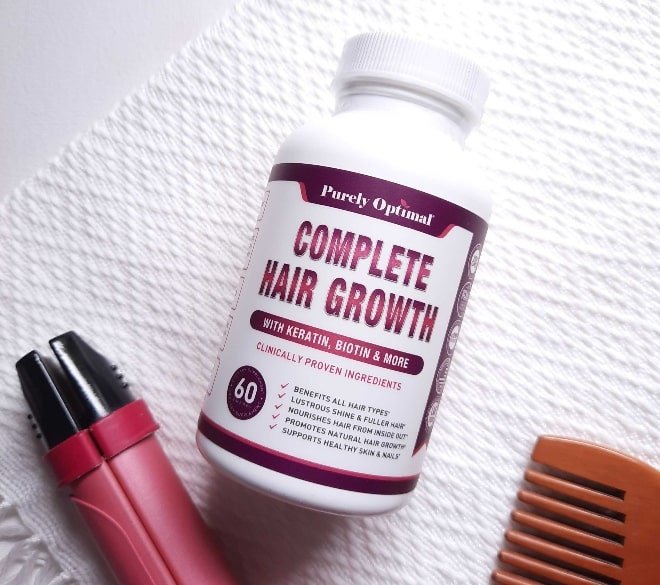 Purely Optimal
COMPLETE
HAIR GROWTH
WITH KERATIN, BIOTIN & MORE
CLINICALLY PROVEN INGREDIENTS
60
BENEFITS ALL HAIR TYPES*
LUSTROUS SHINE & FULLER HAIR*
NOURISHES HAIR FROM INSIDE OUT*
PROMOTES NATURAL HAIR GROWTH*
SUPPORTS HEALTHY SKIN & NAILS*